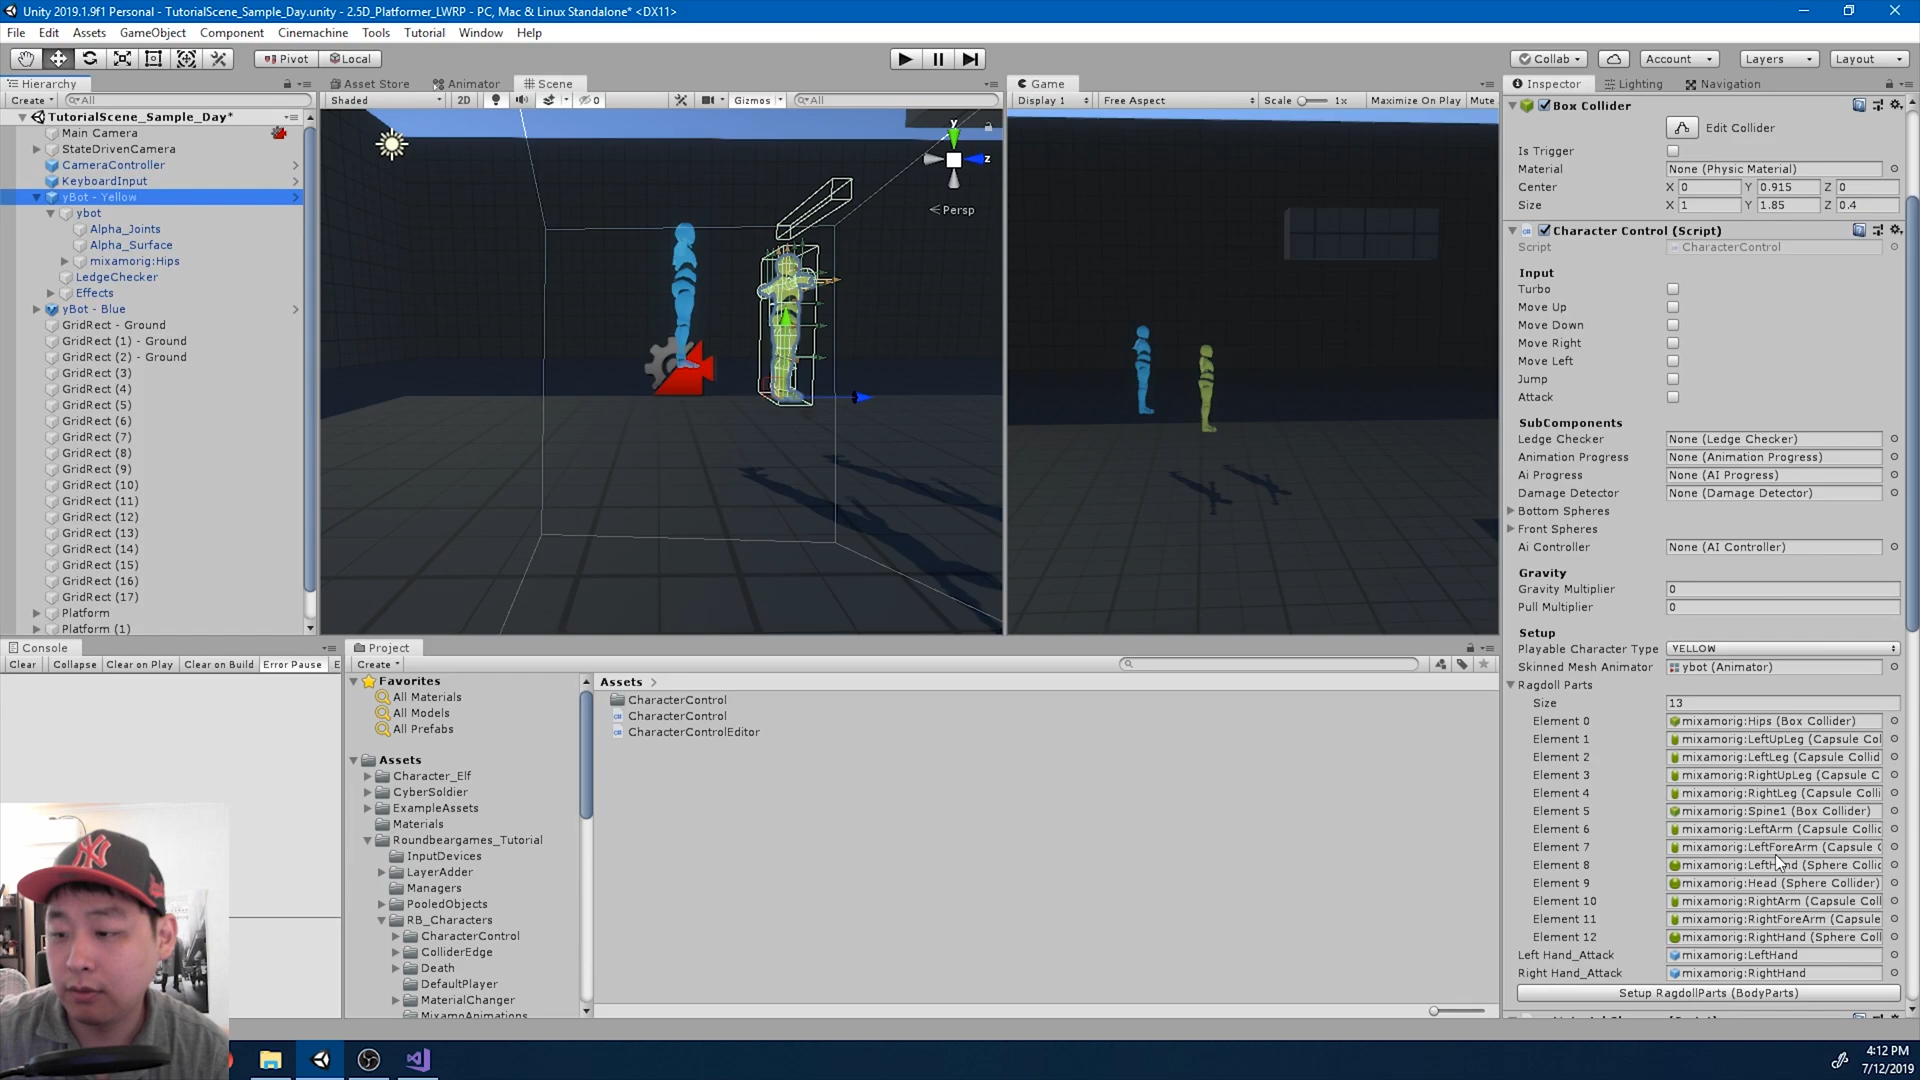 Unity 2019.1.9f1 Personal - TutorialScene_Sample_Day.unity - 2.5D_Platformer_LWRP - PC, Mac & Linux Standalone* <DX11>
File Edit Assets GameObject Component Cinemachine Tools Tutorial Window Help
Pivot Local Collab Account Layers Layout
Hierarchy
Create All
TutorialScene_Sample_Day*
Main Camera
StateDrivenCamera
CameraController
KeyboardInput
yBot - Yellow
ybot
Alpha_Joints
Alpha_Surface
mixamorig:Hips
LedgeChecker
Effects
yBot - Blue
GridRect - Ground
GridRect (1) - Ground
GridRect (2) - Ground
GridRect (3)
GridRect (4)
GridRect (5)
GridRect (6)
GridRect (7)
GridRect (8)
GridRect (9)
GridRect (10)
GridRect (11)
GridRect (12)
GridRect (13)
GridRect (14)
GridRect (15)
GridRect (16)
GridRect (17)
Platform
Platform (1)
Asset Store Animator Scene
Shaded 2D 0 Gizmos All
y
z
Persp
Game
Display 1 Free Aspect Scale 1x Maximize On Play Mute
Inspector Lighting Navigation
Box Collider
Edit Collider
Is Trigger
Material None (Physic Material)
Center X 0 Y 0.915 Z 0
Size X 1 Y 1.85 Z 0.4
Character Control (Script)
Script CharacterControl
Input
Turbo
Move Up
Move Down
Move Right
Move Left
Jump
Attack
SubComponents
Ledge Checker None (Ledge Checker)
Animation Progress None (Animation Progress)
Ai Progress None (AI Progress)
Damage Detector None (Damage Detector)
Bottom Spheres
Front Spheres
Ai Controller None (AI Controller)
Gravity
Gravity Multiplier 0
Pull Multiplier 0
Setup
Playable Character Type YELLOW
Skinned Mesh Animator ybot (Animator)
Ragdoll Parts
Size 13
Element 0 mixamorig:Hips (Box Collider)
Element 1 mixamorig:LeftUpLeg (Capsule Col
Element 2 mixamorig:LeftLeg (Capsule Collid
Element 3 mixamorig:RightUpLeg (Capsule C
Element 4 mixamorig:RightLeg (Capsule Colli
Element 5 mixamorig:Spine1 (Box Collider)
Element 6 mixamorig:LeftArm (Capsule Collic
Element 7 mixamorig:LeftForeArm (Capsule
Element 8 (Sphere Collic
Element 9 mixamorig:Head (Sphere Collider)
Element 10 mixamorig:RightArm (Capsule Coll
Element 11 mixamorig:RightForeArm (Capsule
Element 12 mixamorig:RightHand (Sphere Coll
Left Hand_Attack mixamorig:LeftHand
Right Hand_Attack mixamorig:RightHand
Setup RagdollParts (BodyParts)
Console
Clear Collapse Clear on Play Clear on Build Error Pause E
Project
Create
Favorites
All Materials
All Models
All Prefabs
Assets
Character_Elf
CyberSoldier
ExampleAssets
Materials
Roundbeargames_Tutorial
InputDevices
LayerAdder
Managers
PooledObjects
RB_Characters
CharacterControl
ColliderEdge
Death
DefaultPlayer
MaterialChanger
MixamoAnimations
Assets
CharacterControl
CharacterControl
CharacterControlEditor
4:12 PM
7/12/2019